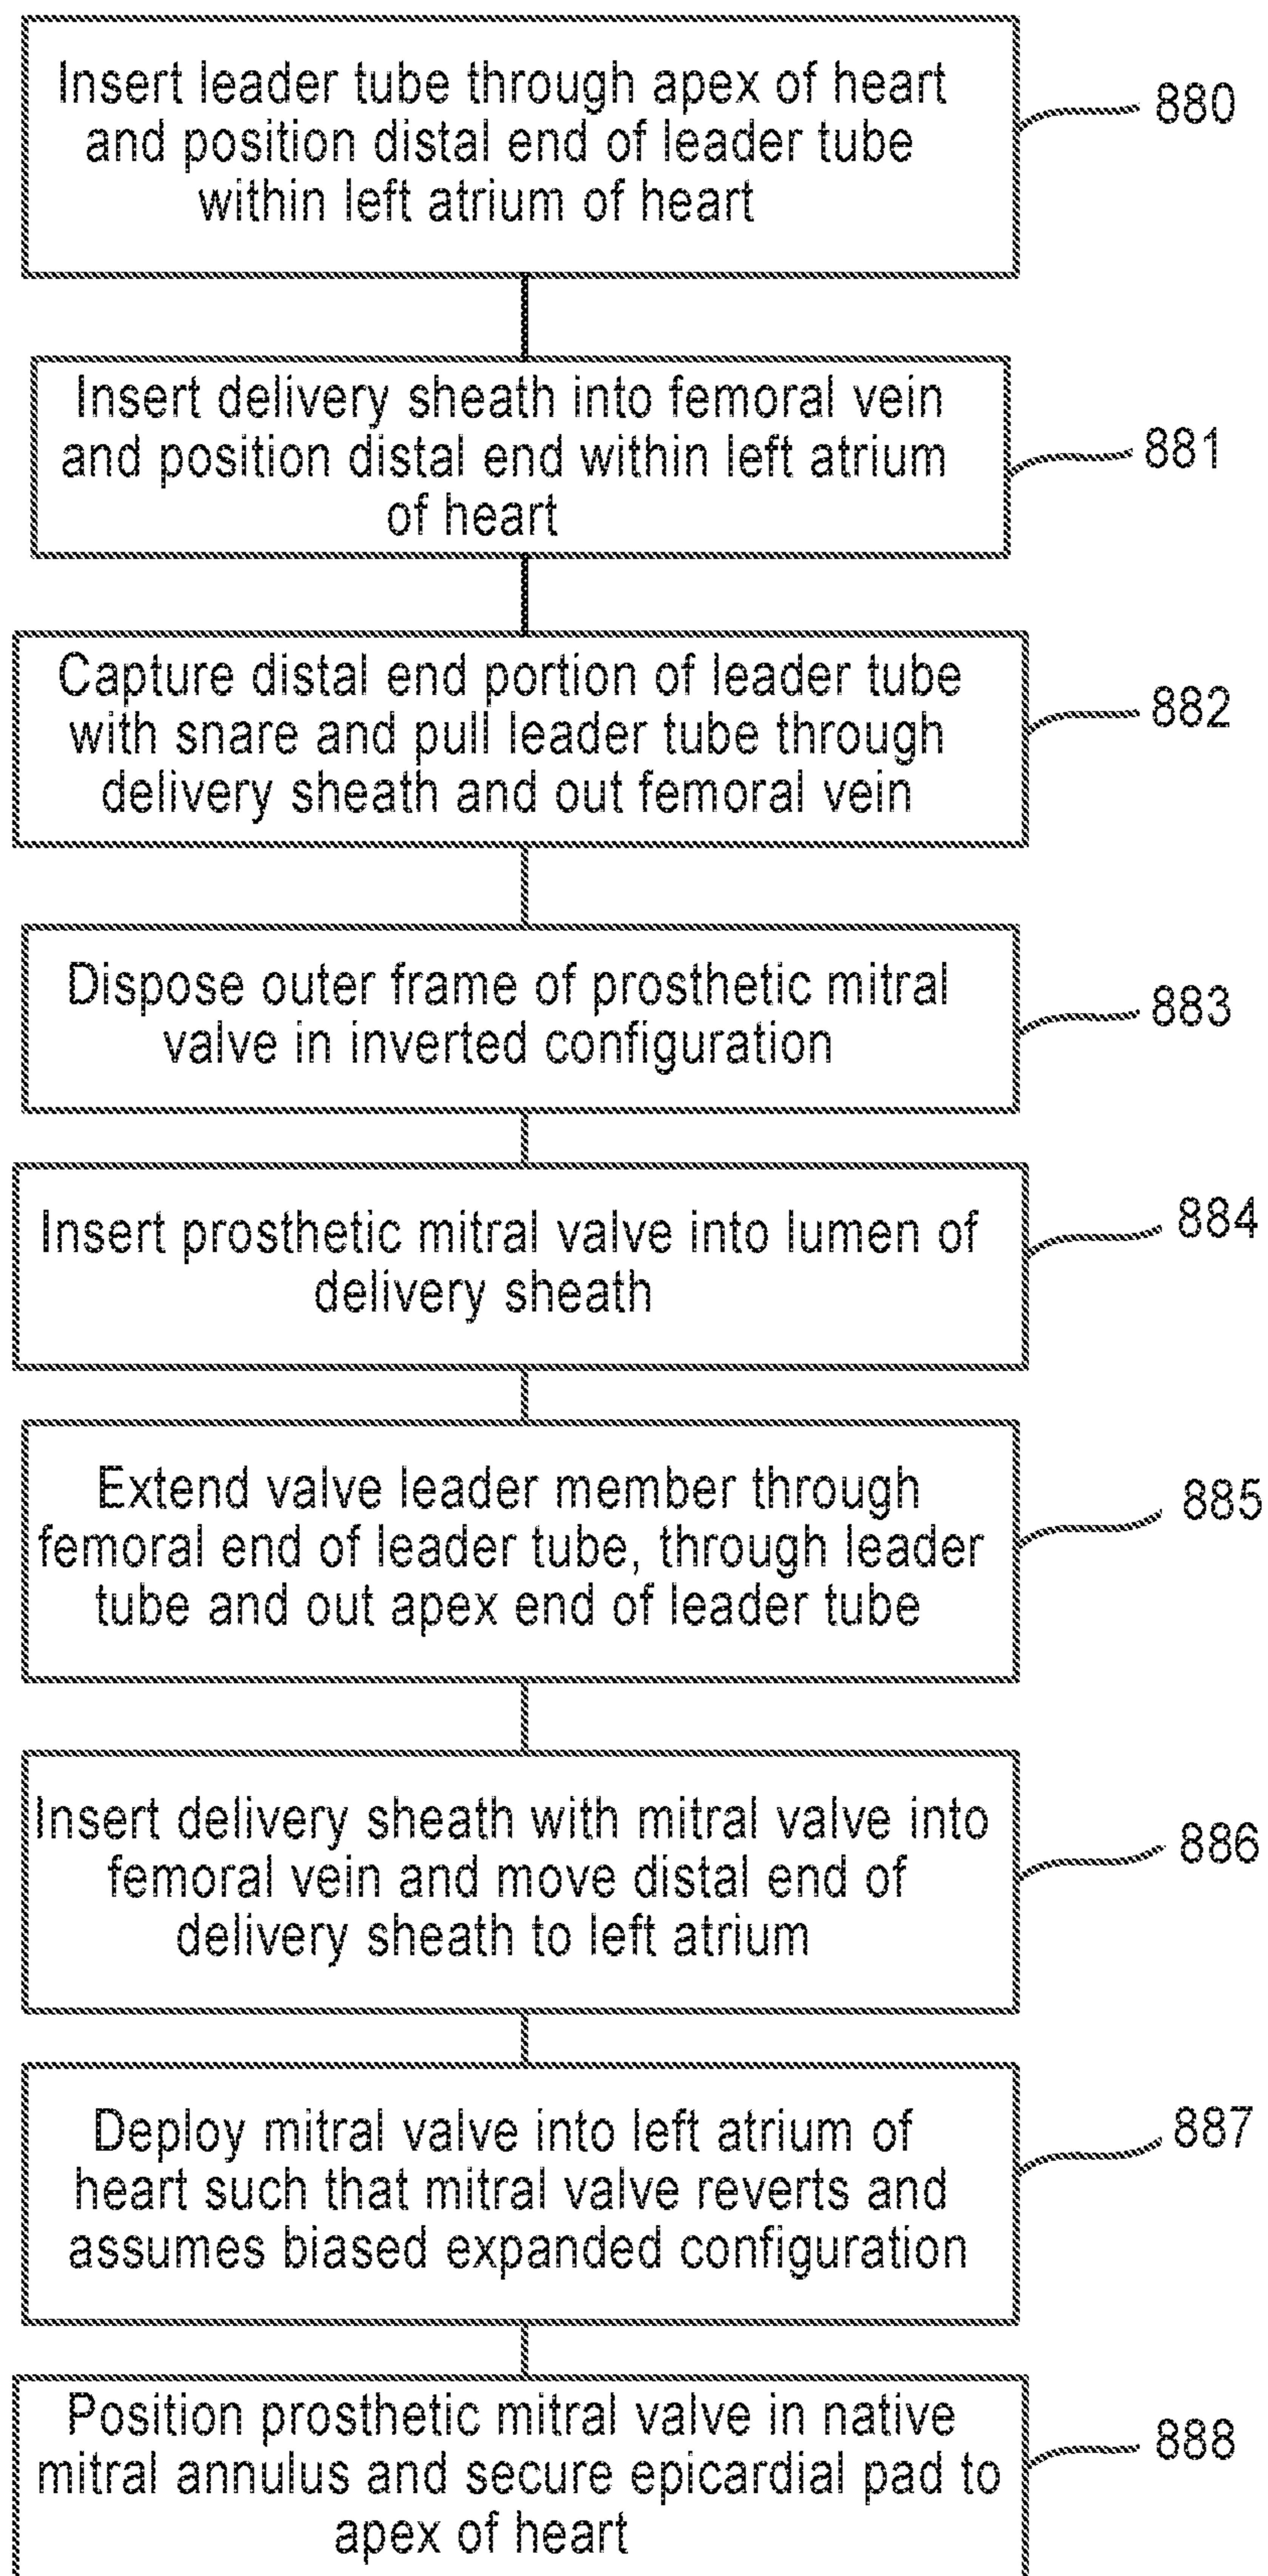 Insert leader tube through apex of heart
and position distal end of leader tube
within left atrium of heart
880
Insert delivery sheath into femoral vein
and position distal end within left atrium
of heart
881
Capture distal end portion of leader tube
with snare and pull leader tube through
delivery sheath and out femoral vein
882
Dispose outer frame of prosthetic mitral
valve in inverted configuration
883
Insert prosthetic mitral valve into lumen of
delivery sheath
884
Extend valve leader member through
femoral end of leader tube, through leader
tube and out apex end of leader tube
885
Insert delivery sheath with mitral valve into
femoral vein and move distal end of
delivery sheath to left atrium
886
Deploy mitral valve into left atrium of
heart such that mitral valve reverts and
assumes biased expanded configuration
887
Position prosthetic mitral valve in native
mitral annulus and secure epicardial pad to
apex of heart
888